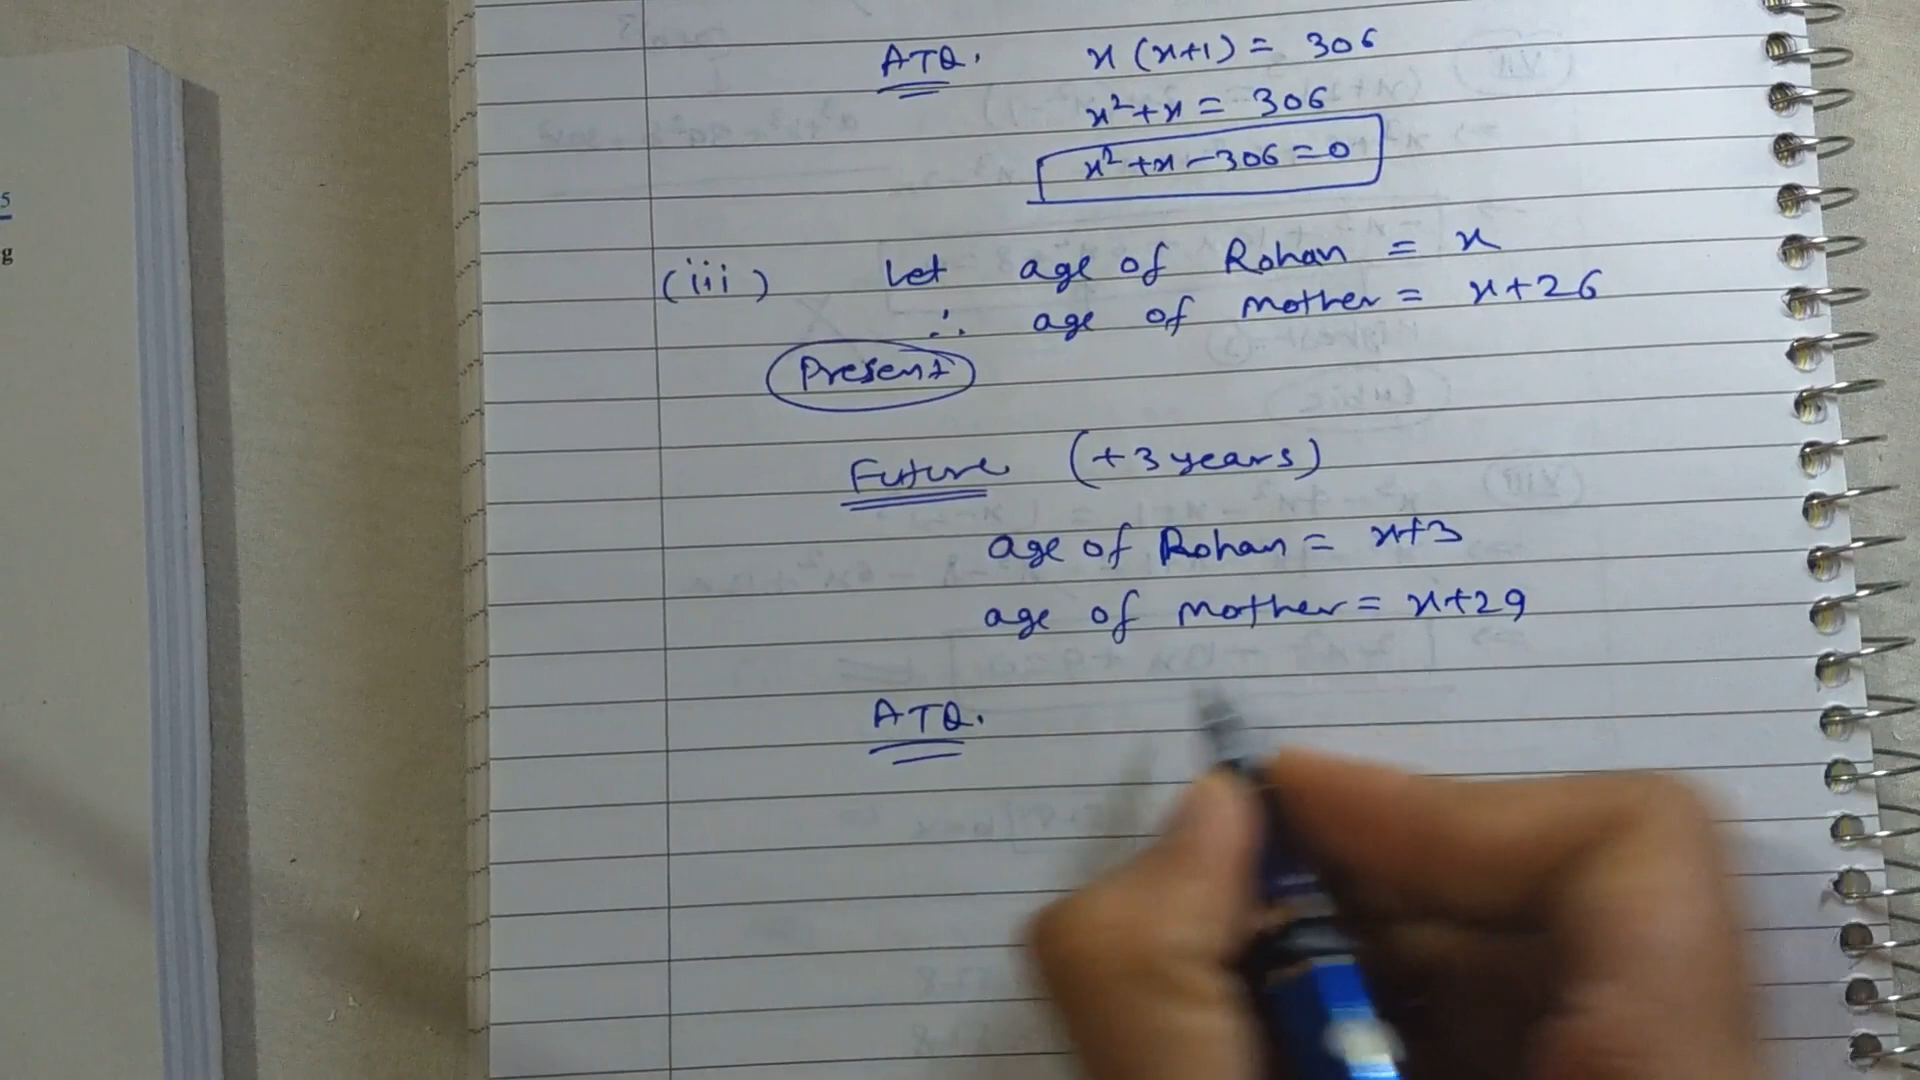 ATQ. x(x+1) = 306
x²+x = 306
x²+x-306=0
(iii) Let age of Rohan = x
∴ age of mother = x+26
Present
Future (+3 years)
age of Rohan = x+3
age of mother = x+29
ATQ.
5
g